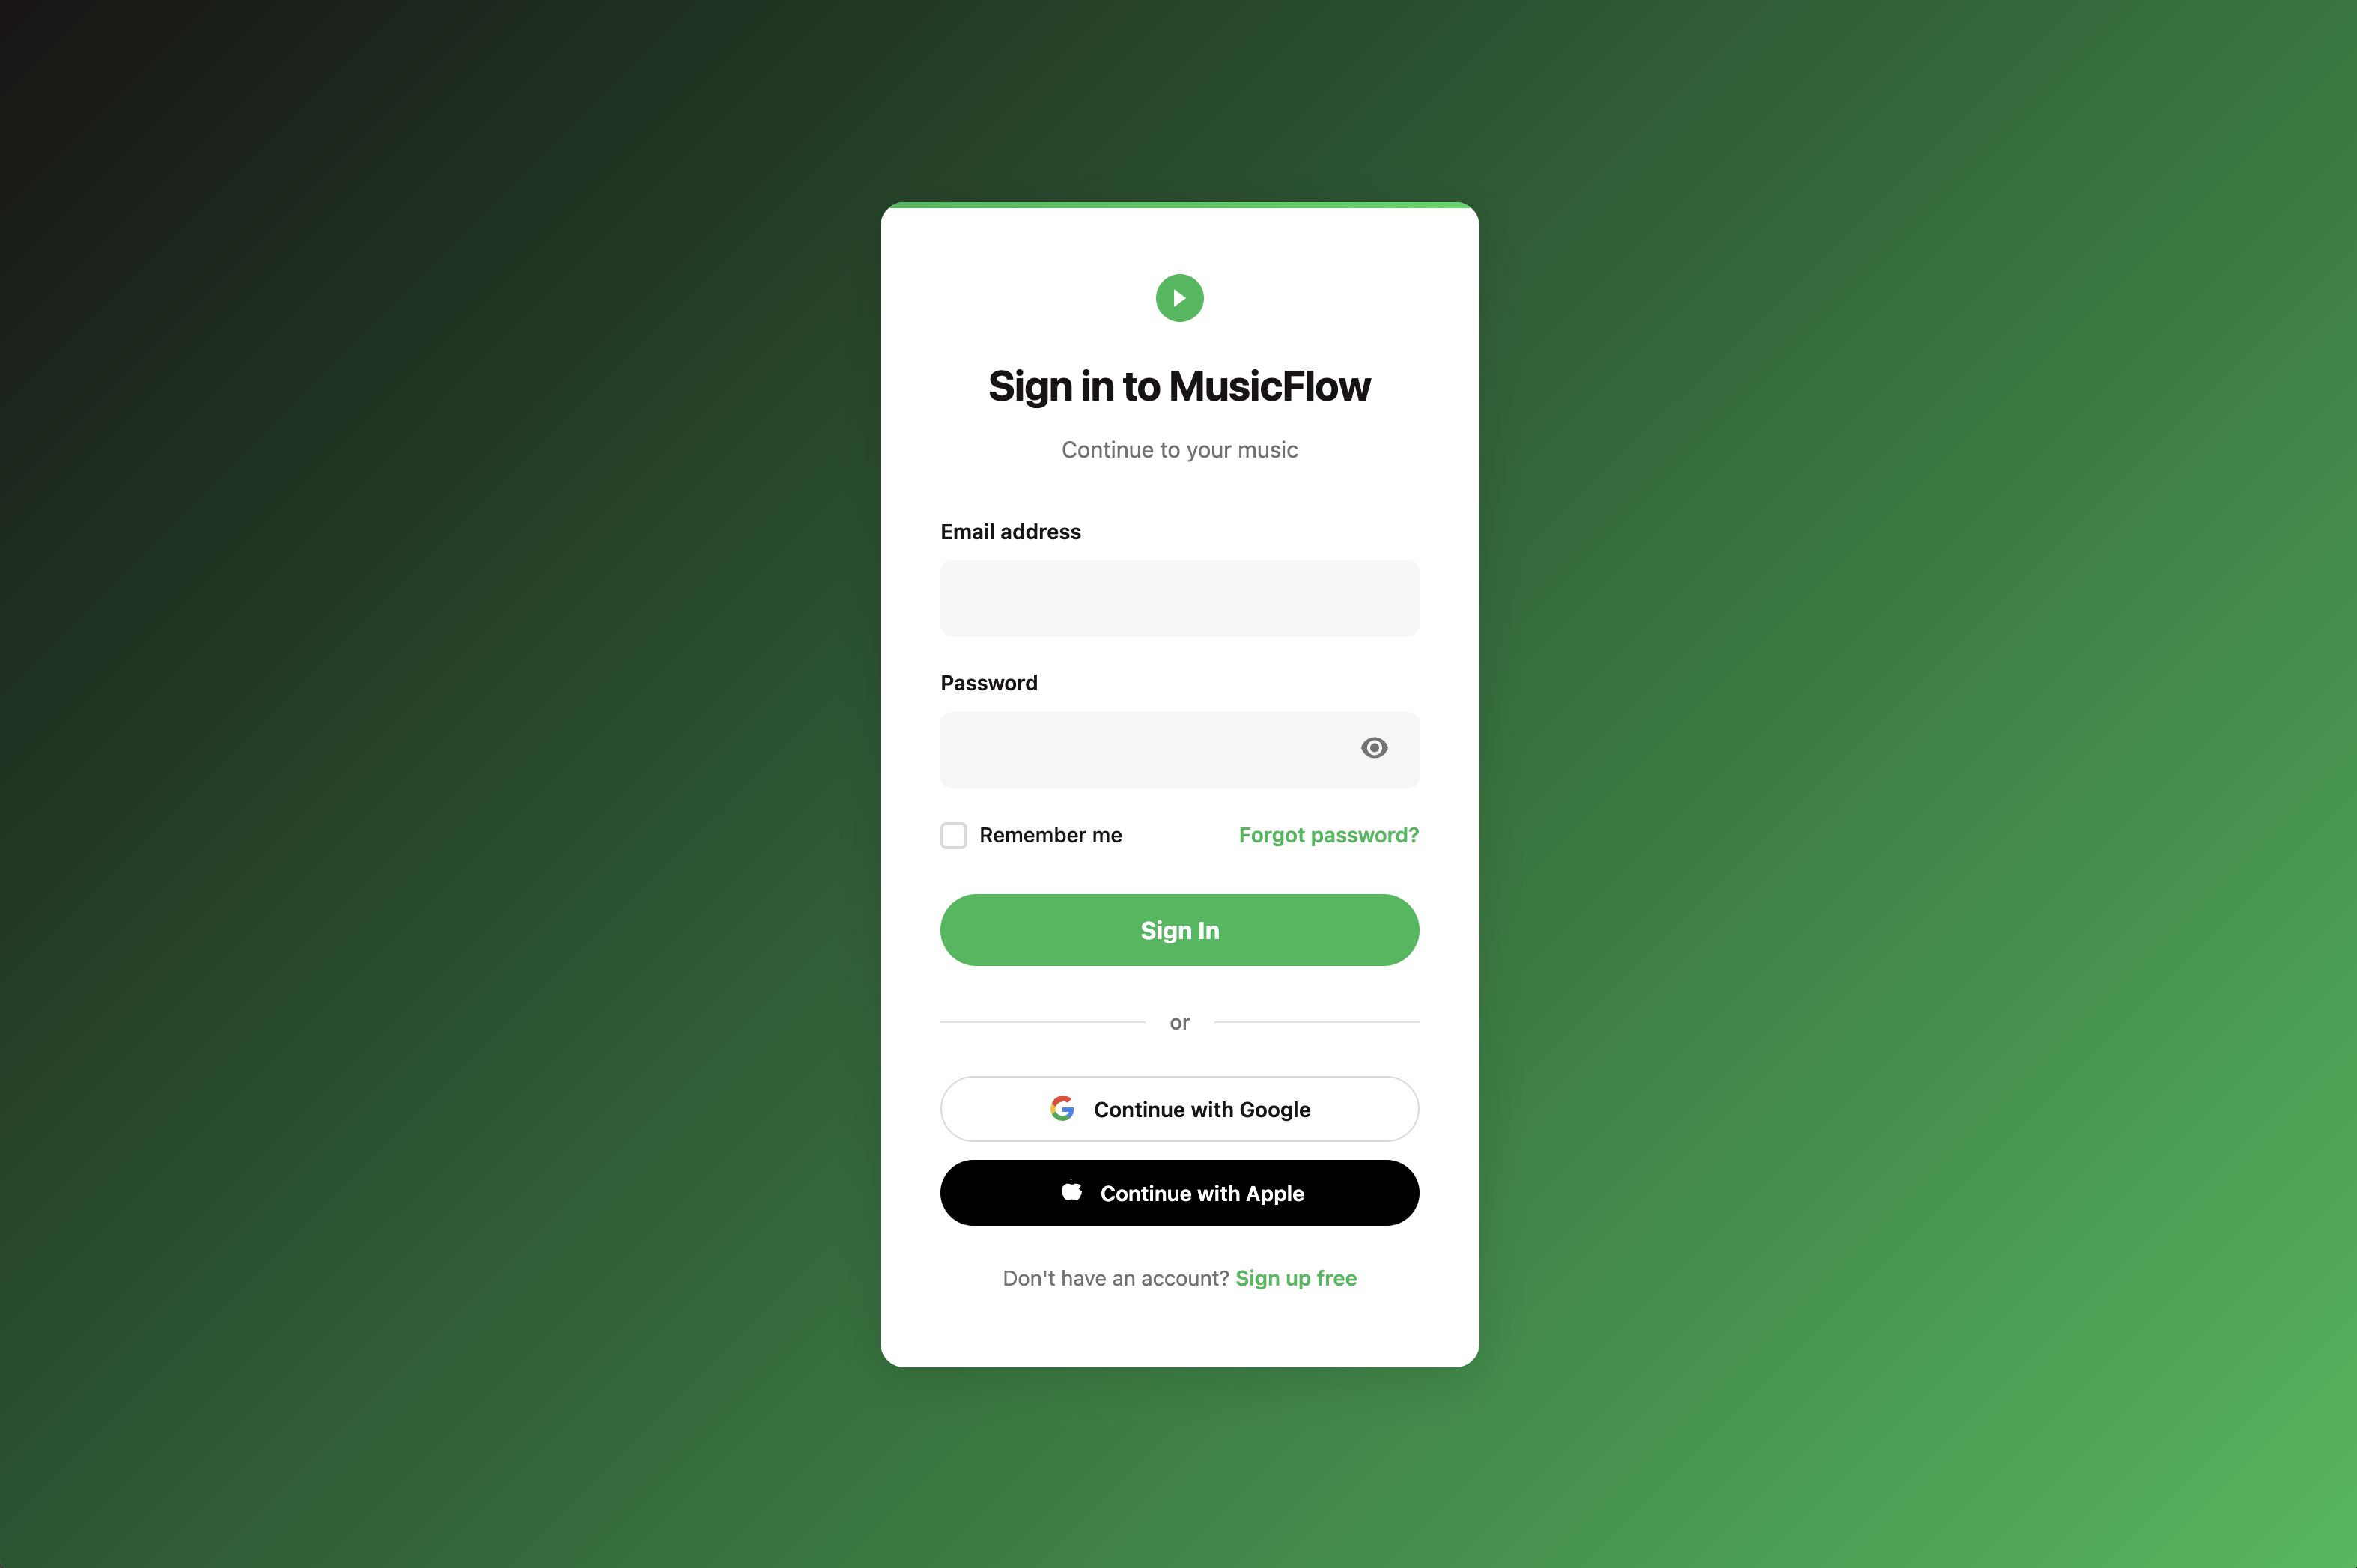 Sign in to MusicFlow
Continue to your music
Email address
Password
Remember me
Forgot password?
Sign In
or
Continue with Google
Continue with Apple
Don't have an account? Sign up free